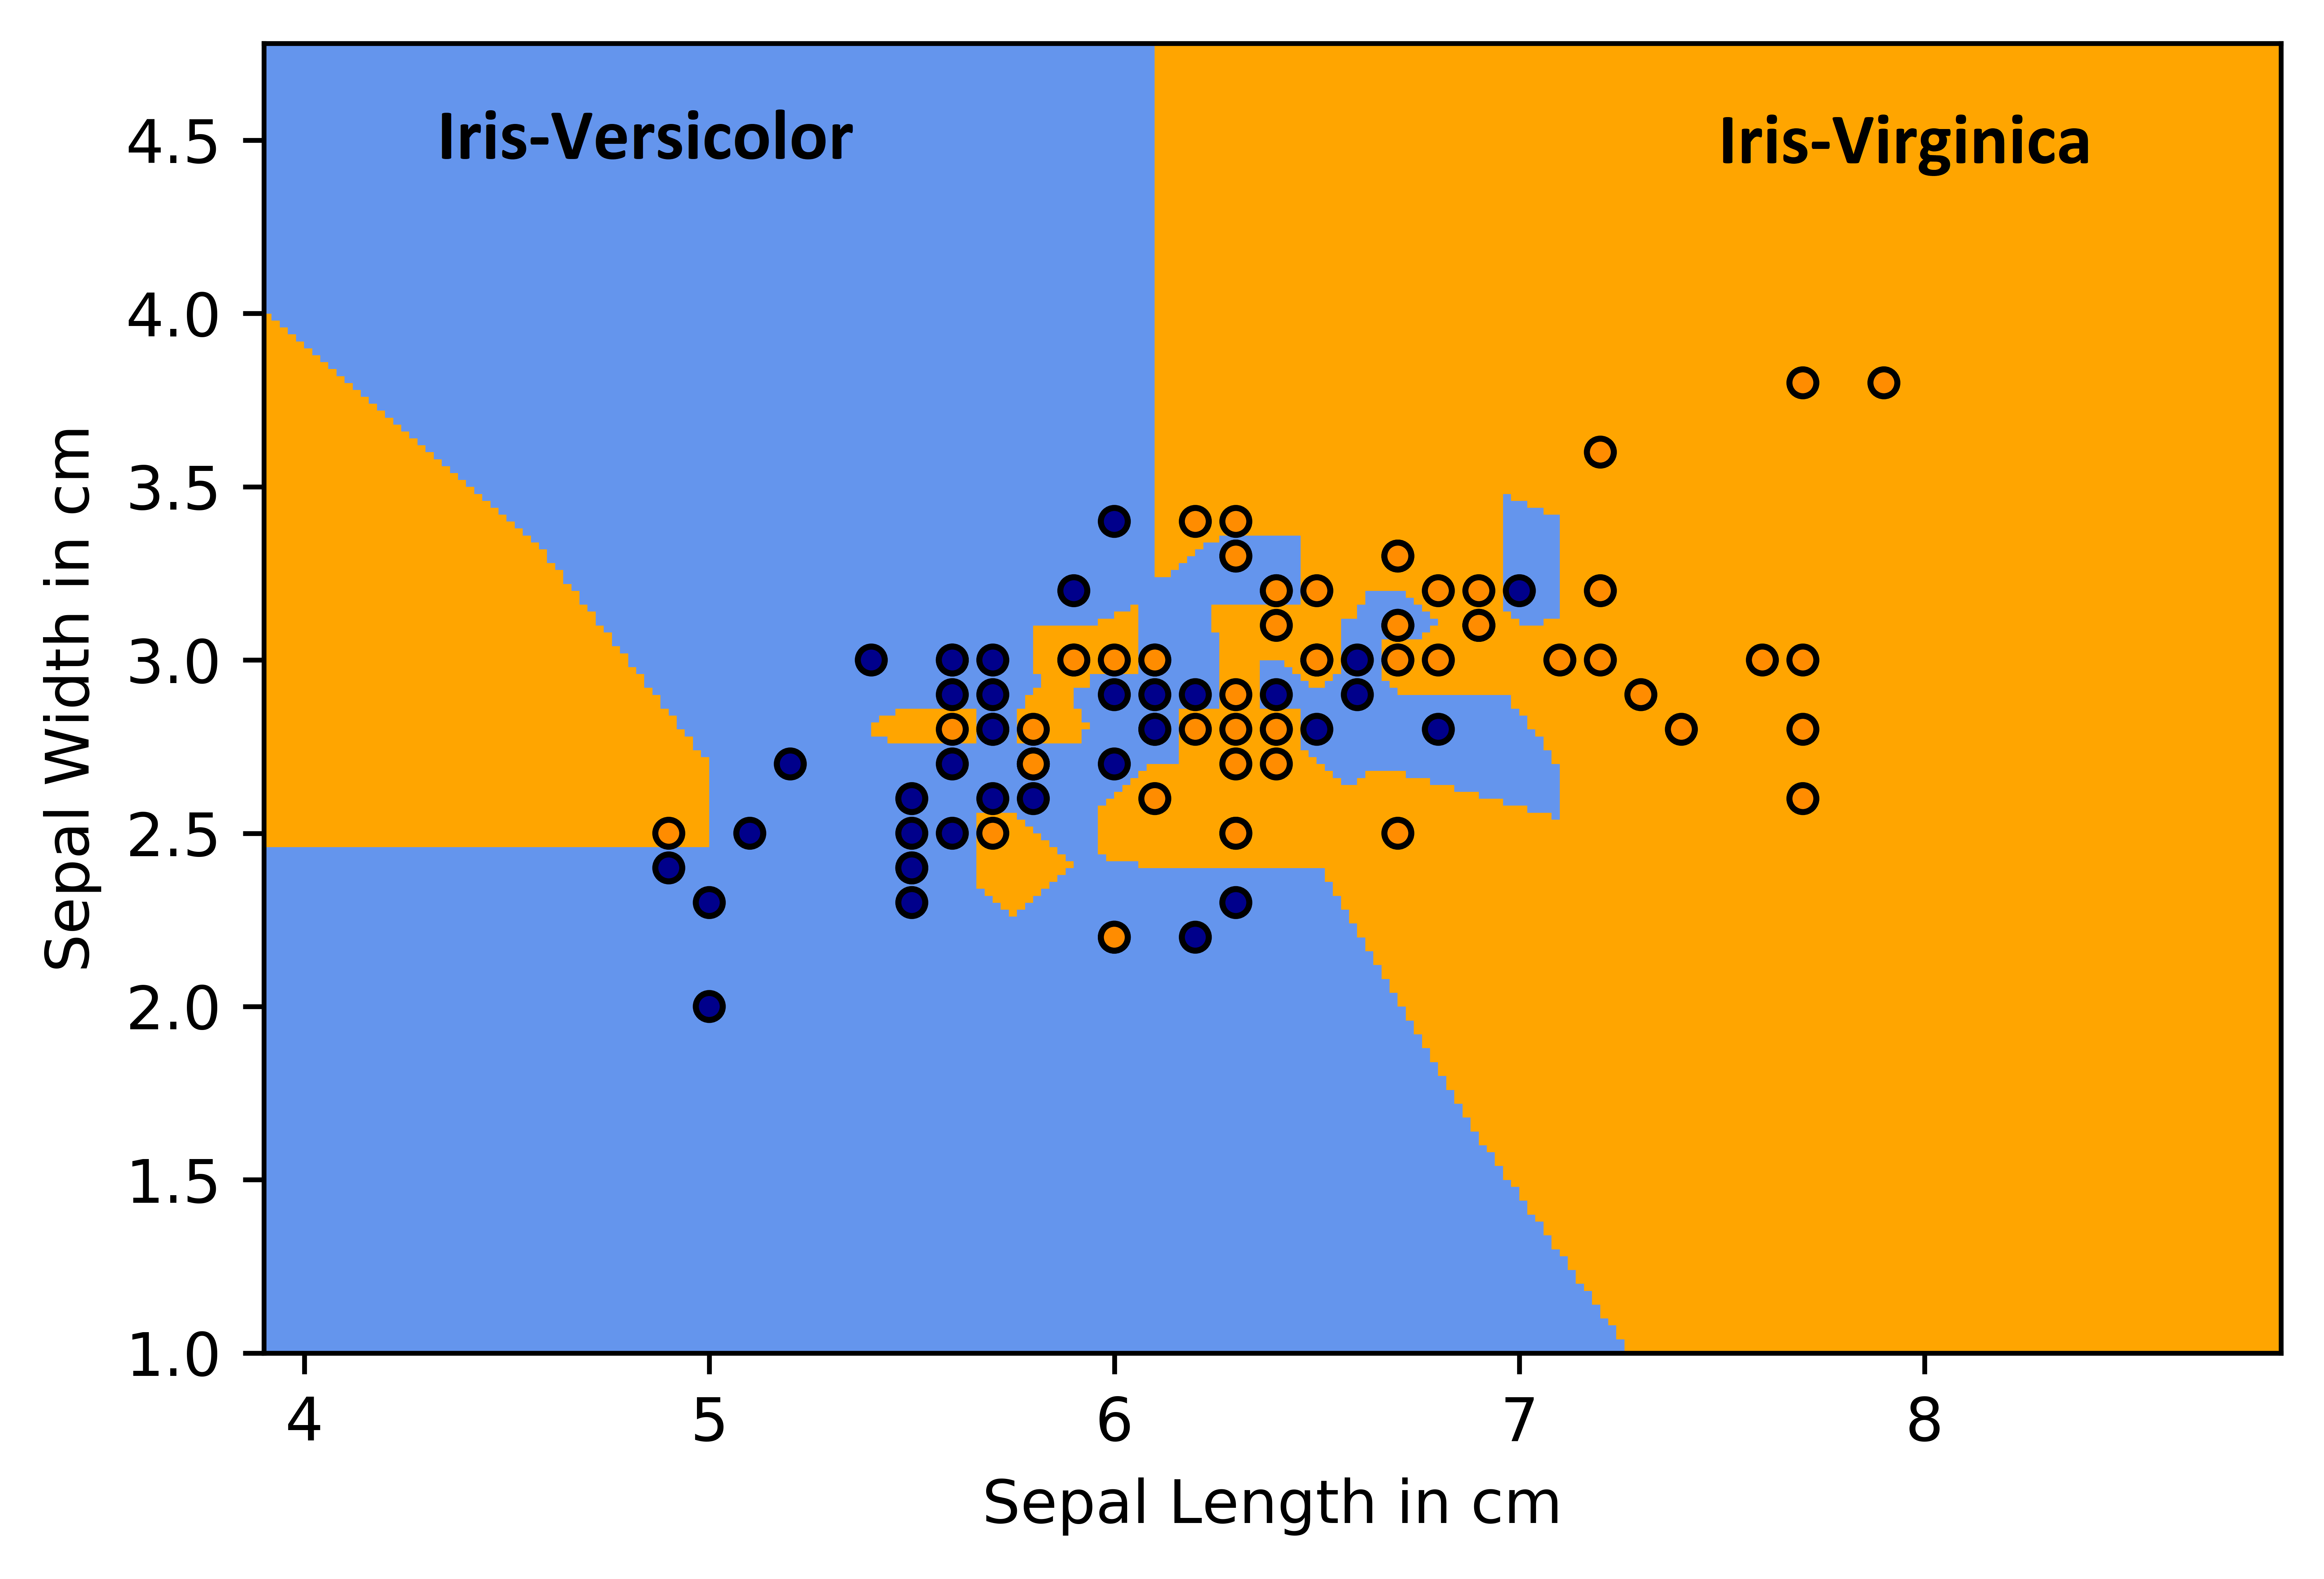 Iris-Versicolor
Iris-Virginica
4.5
4.0
3.5
3.0
2.5
2.0
1.5
1.0
Sepal Width in cm
4 5 6 7 8
Sepal Length in cm